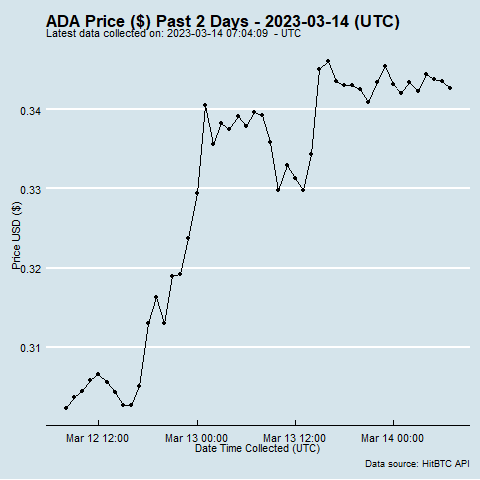 ADA Price ($) Past 2 Days - 2023-03-14 (UTC)
Latest data collected on: 2023-03-14 07:04:09 - UTC
0.34
0.33
0.32
0.31
Price USD ($)
Mar 12 12:00 Mar 13 00:00 Mar 13 12:00 Mar 14 00:00
Date Time Collected (UTC)
Data source: HitBTC API